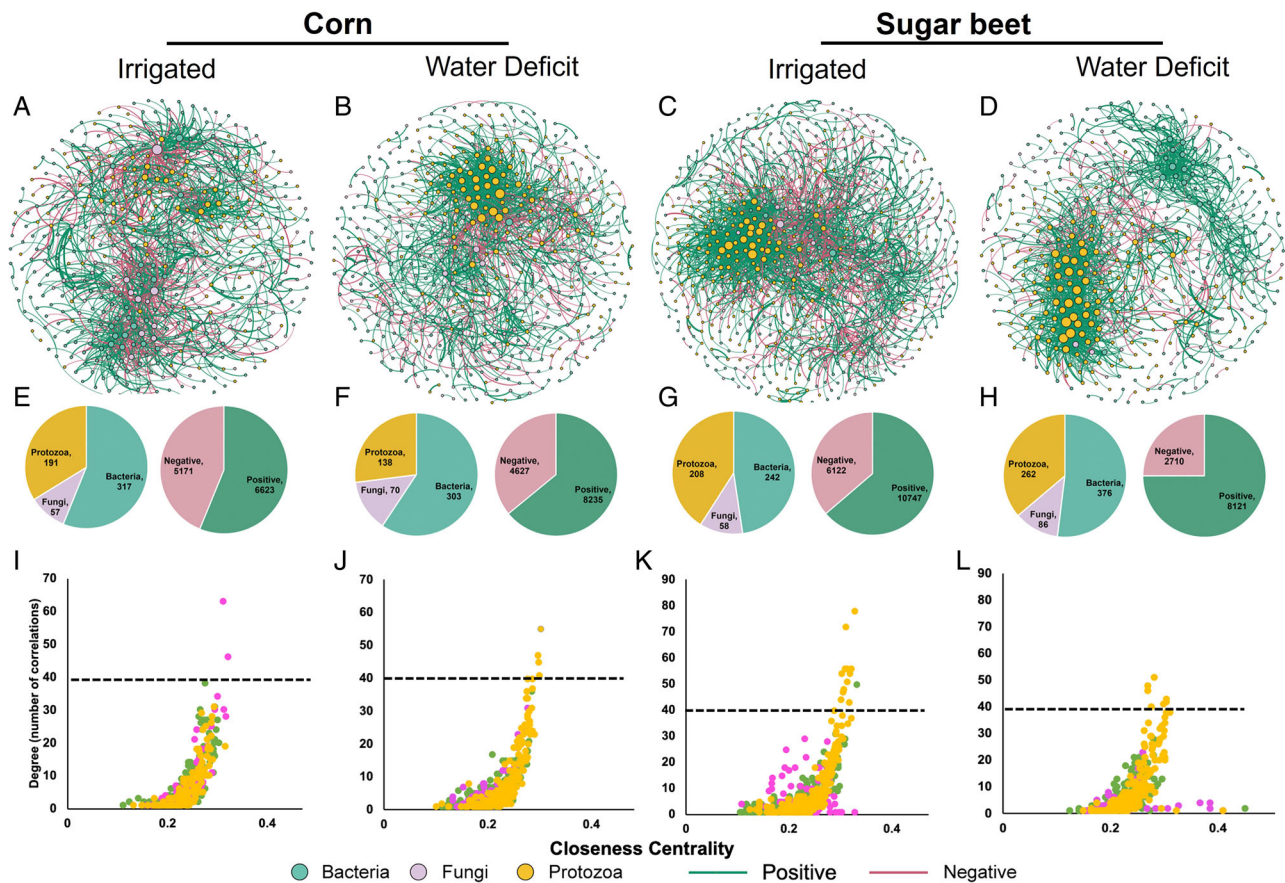 Corn
Sugar beet
Irrigated
Water Deficit
Irrigated
Water Deficit
A
B
C
D
E
F
G
H
Protozoa,
191
Bacteria,
317
Fungi,
57
Negative,
5171
Positive,
6623
Protozoa,
138
Fungi, 70
Bacteria,
303
Negative,
4627
Positive,
8235
Protozoa,
208
Bacteria,
242
Fungi,
58
Negative,
6122
Positive,
10747
Protozoa,
262
Bacteria,
376
Fungi,
86
Negative,
2710
Positive,
8121
I
J
K
L
Degree (number of correlations)
70
60
50
40
30
20
10
0
0
0.2
0.4
70
60
50
40
30
20
10
0
0
0.2
0.4
90
80
70
60
50
40
30
20
10
0
0
0.2
0.4
90
80
70
60
50
40
30
20
10
0
0
0.2
0.4
Closeness Centrality
Bacteria
Fungi
Protozoa
Positive
Negative